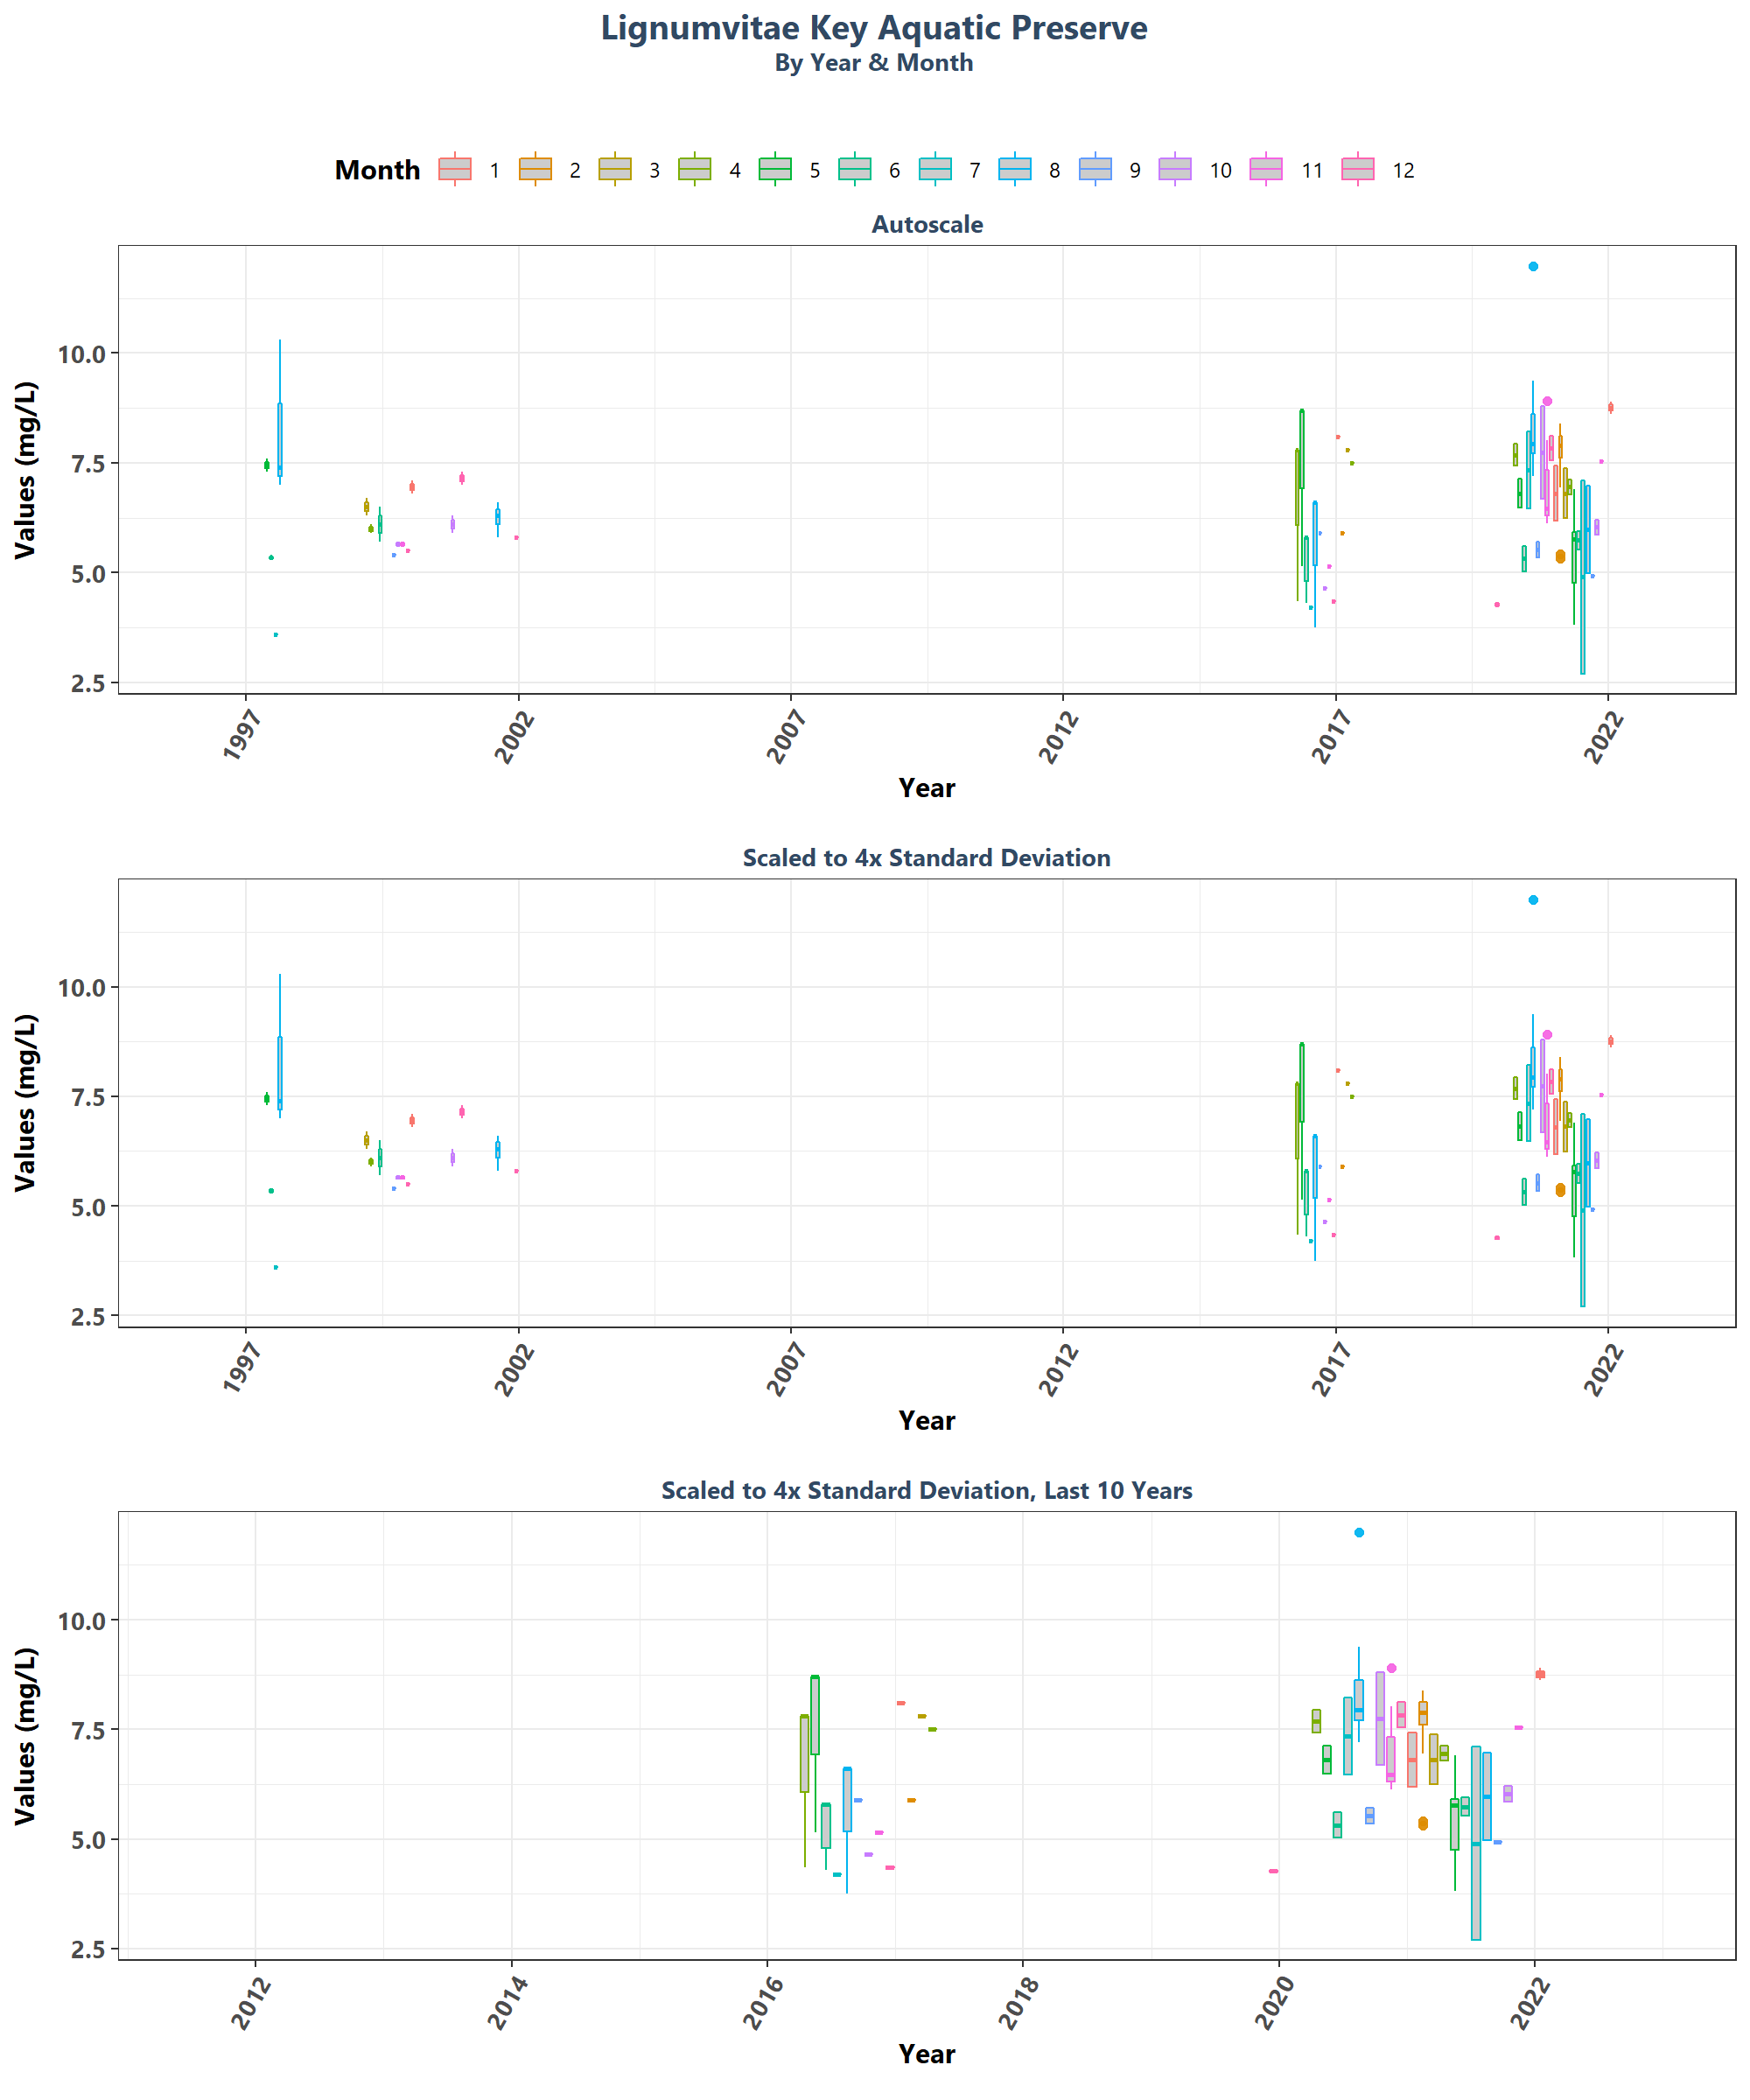 Lignumvitae Key Aquatic Preserve
By Year & Month
Month 1 2 3 4 5 6 7 8 9 10 11 12
Autoscale
Values (mg/L)
10.0
7.5
5.0
2.5
1997 2002 2007 2012 2017 2022
Year
Scaled to 4x Standard Deviation
Values (mg/L)
10.0
7.5
5.0
2.5
1997 2002 2007 2012 2017 2022
Year
Scaled to 4x Standard Deviation, Last 10 Years
Values (mg/L)
10.0
7.5
5.0
2.5
2012 2014 2016 2018 2020 2022
Year